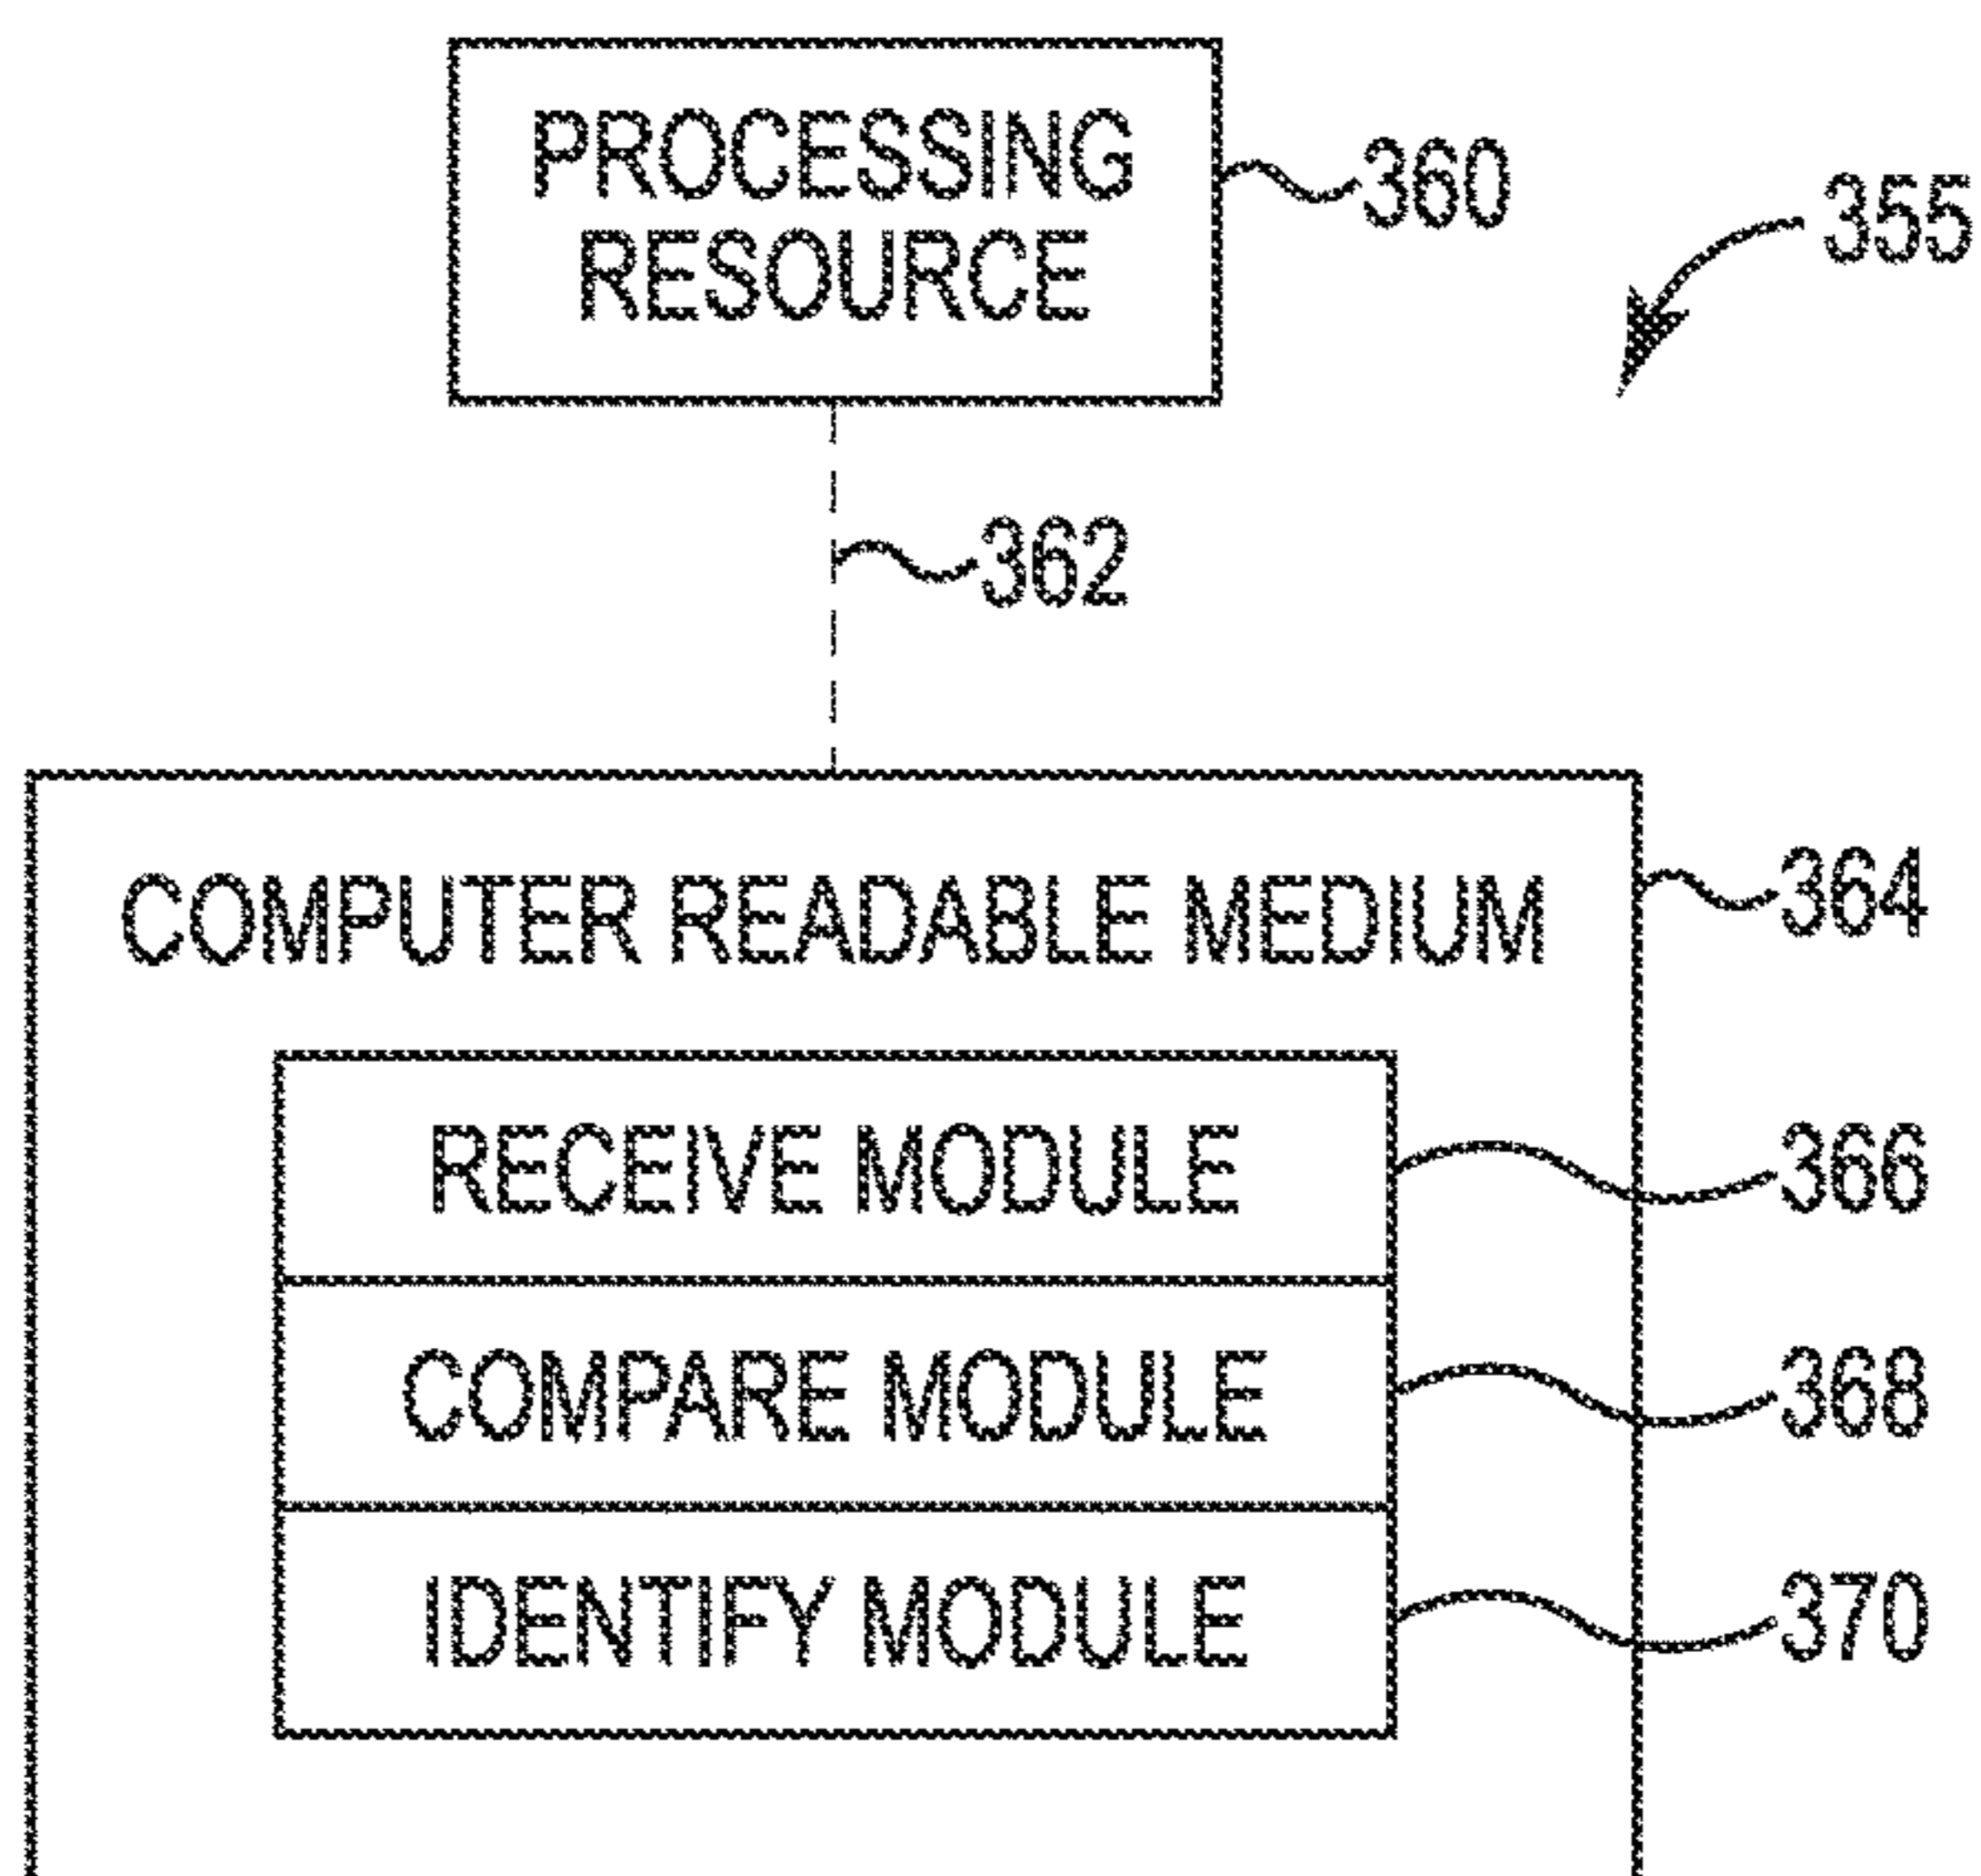 PROCESSING
RESOURCE
360
355
362
COMPUTER READABLE MEDIUM
364
RECEIVE MODULE
366
COMPARE MODULE
368
IDENTIFY MODULE
370